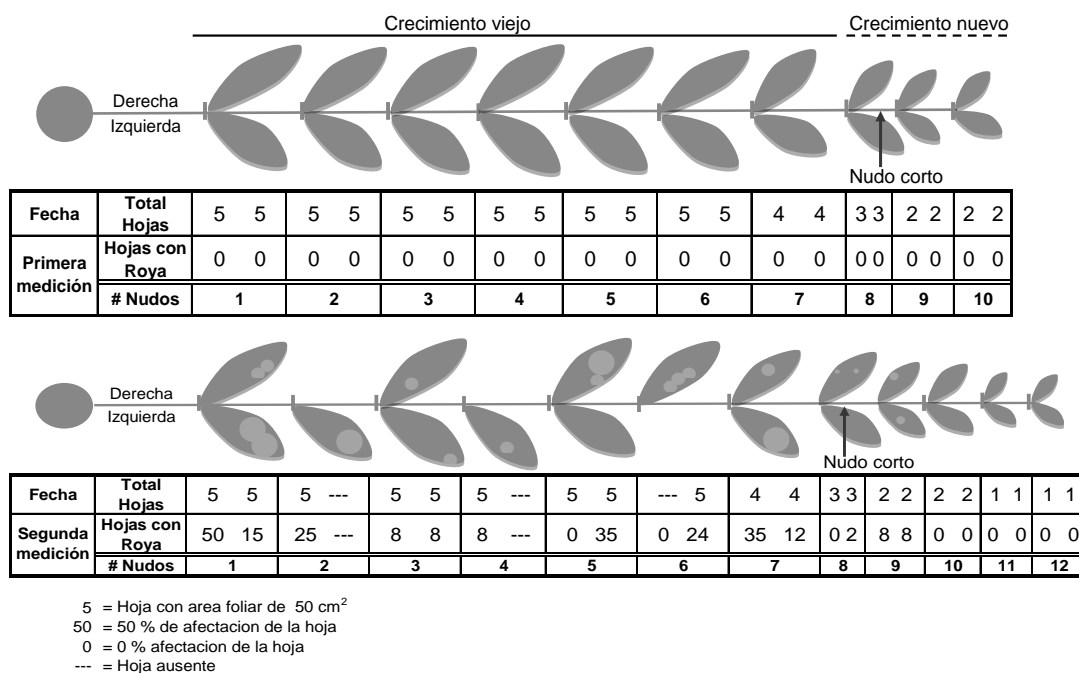 Crecimiento viejo Crecimiento nuevo
Derecha
Izquierda
Nudo corto
Fecha Total Hojas 5 5 5 5 5 5 5 5 5 5 5 5 4 4 3 3 2 2 2 2
Primera medición Hojas con Roya 0 0 0 0 0 0 0 0 0 0 0 0 0 0 0 0 0 0 0 0
# Nudos 1 2 3 4 5 6 7 8 9 10
Derecha
Izquierda
Nudo corto
Fecha Total Hojas 5 5 5 --- 5 5 5 --- 5 5 --- 5 4 4 3 3 2 2 2 2 1 1 1 1
Segunda medición Hojas con Roya 50 15 25 --- 8 8 8 --- 0 35 0 24 35 12 0 2 8 8 0 0 0 0 0 0
# Nudos 1 2 3 4 5 6 7 8 9 10 11 12
5 = Hoja con area foliar de 50 cm²
50 = 50 % de afectacion de la hoja
0 = 0 % afectacion de la hoja
--- = Hoja ausente